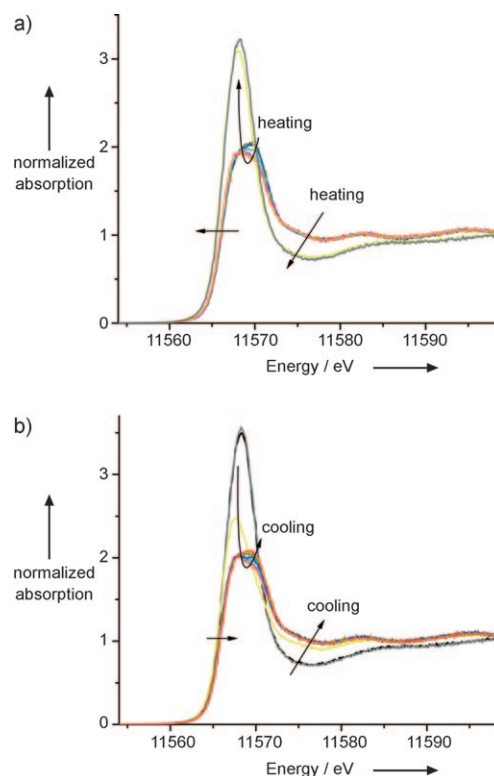 a)
3
2
1
0
normalized
absorption
heating
heating
11560 11570 11580 11590
Energy / eV
b)
3
2
1
0
normalized
absorption
cooling
cooling
11560 11570 11580 11590
Energy / eV